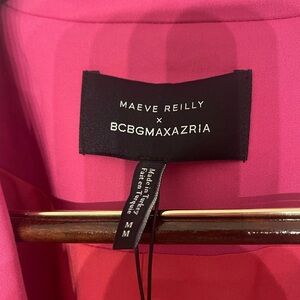 MAEVE REILLY
×
BCBGMAXAZRIA
Made in Turkey
Fait en Turquie
M
M